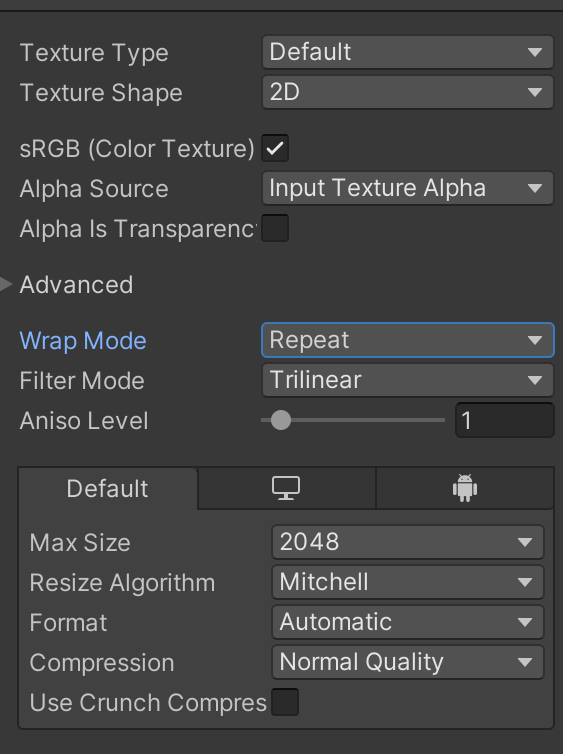 Texture Type Default
Texture Shape 2D
sRGB (Color Texture)
Alpha Source Input Texture Alpha
Alpha Is Transparenc
Advanced
Wrap Mode Repeat
Filter Mode Trilinear
Aniso Level 1
Default
Max Size 2048
Resize Algorithm Mitchell
Format Automatic
Compression Normal Quality
Use Crunch Compres